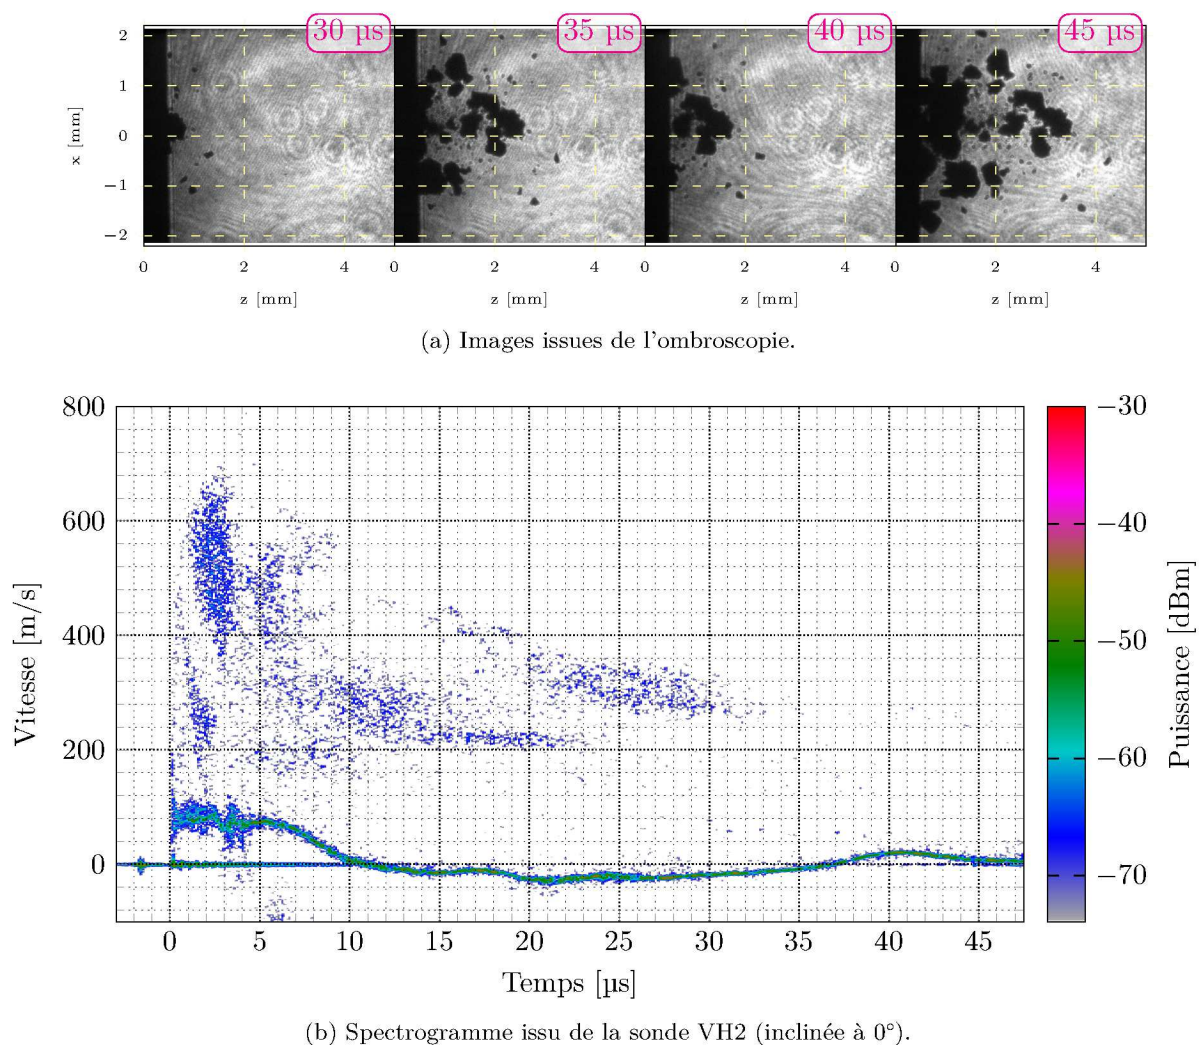 30 µs 35 µs 40 µs 45 µs
2
1
0
−1
−2
x [mm]
0 2 4 0 2 4 0 2 4 0 2 4
z [mm] z [mm] z [mm] z [mm]
(a) Images issues de l'ombroscopie.
800
600
400
200
0
Vitesse [m/s]
−30
−40
−50
−60
−70
Puissance [dBm]
0 5 10 15 20 25 30 35 40 45
Temps [µs]
(b) Spectrogramme issu de la sonde VH2 (inclinée à 0°).